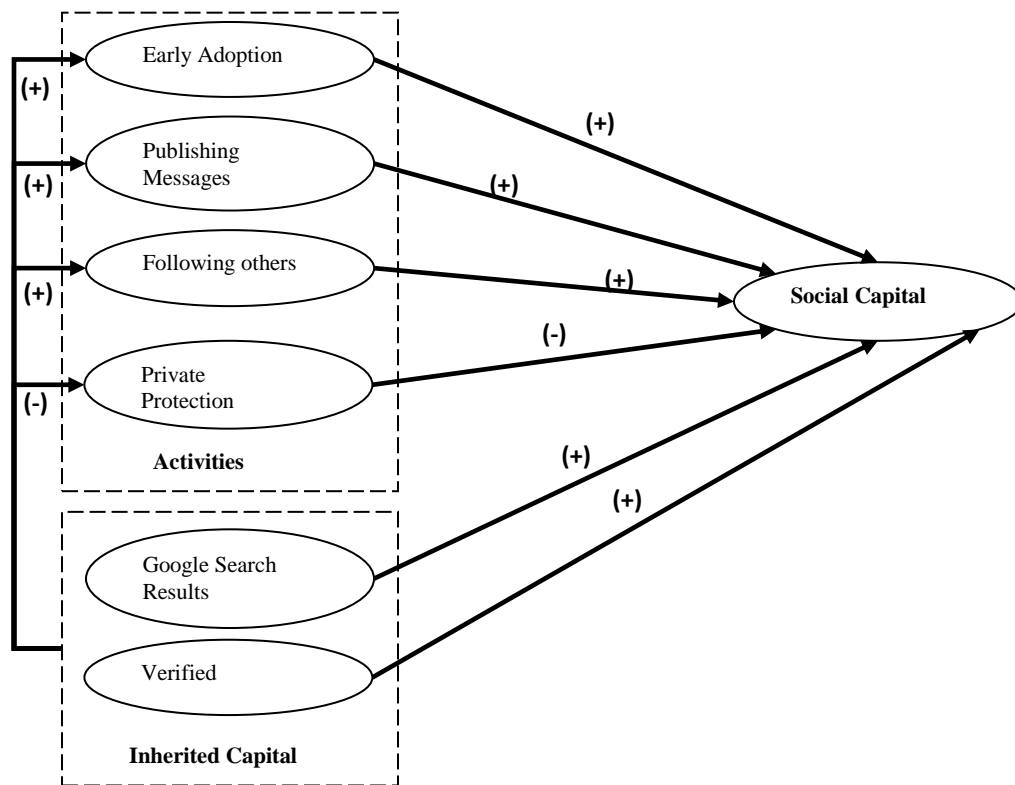 Early Adoption
(+)
(+)
Publishing
Messages
(+)
(+)
Following others
(+)
(+)
Social Capital
Private
Protection
(-)
(-)
Activities
(+)
(+)
Google Search
Results
Verified
Inherited Capital